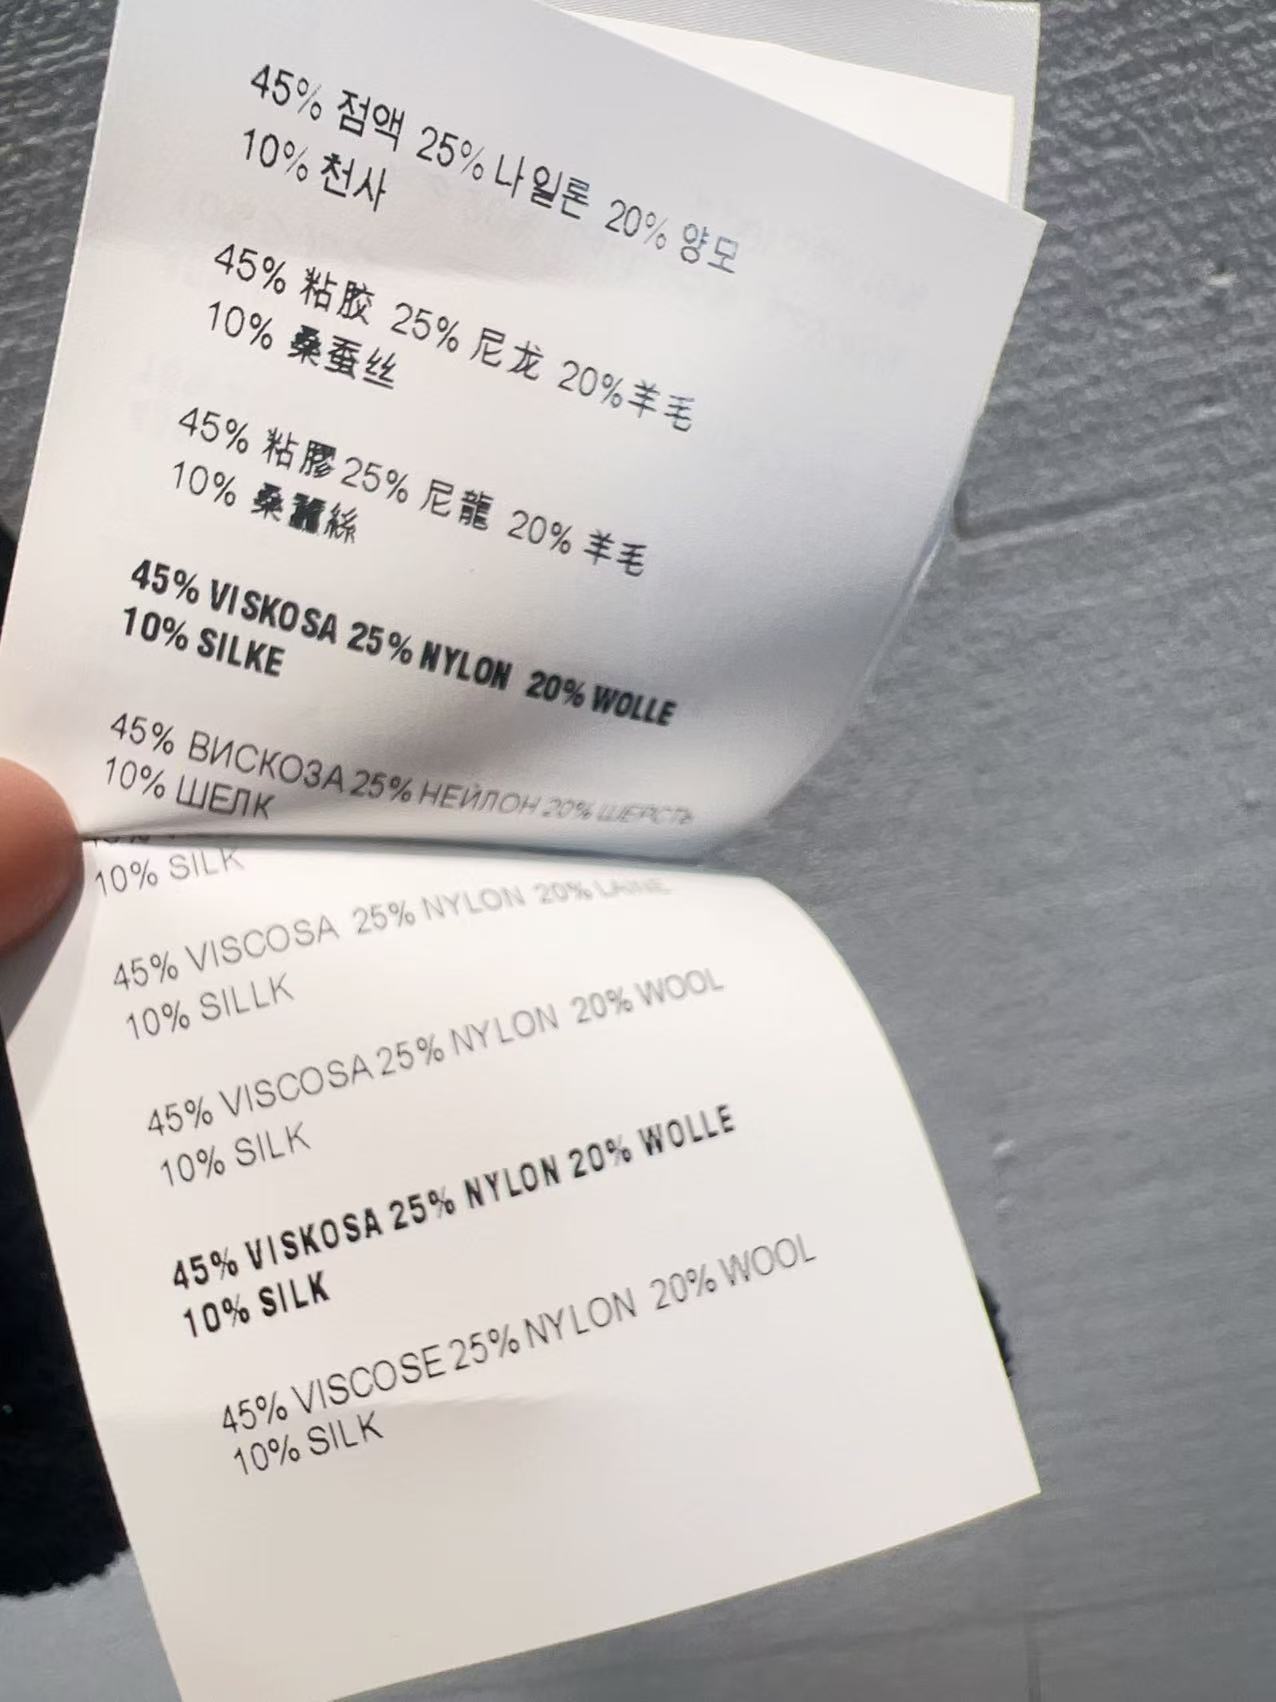 45% 점액 25% 나일론 20% 양모
10% 천사
45% 粘胶 25% 尼龙 20% 羊毛
10% 桑蚕丝
45% 粘膠 25% 尼龍 20% 羊毛
10% 桑蠶絲
45% VISKOSA 25% NYLON 20% WOLLE
10% SILKE
45% ВИСКОЗА 25% НЕЙЛОН 20% ШЕРСТЬ
10% ШЕЛК
10% SILK
45% VISCOSA 25% NYLON 20% LAINE
10% SILLK
45% VISCOSA 25% NYLON 20% WOOL
10% SILK
45% VISKOSA 25% NYLON 20% WOLLE
10% SILK
45% VISCOSE 25% NYLON 20% WOOL
10% SILK